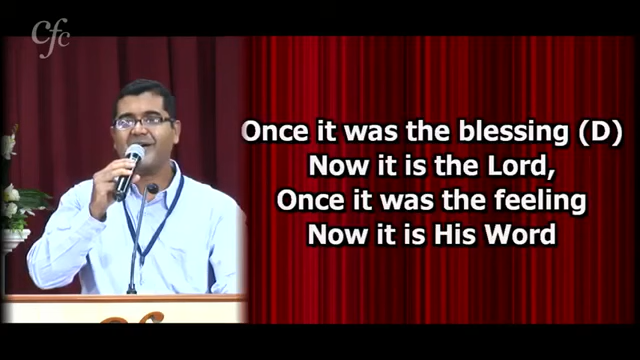 cfc
Once it was the blessing (D)
Now it is the Lord,
Once it was the feeling
Now it is His Word